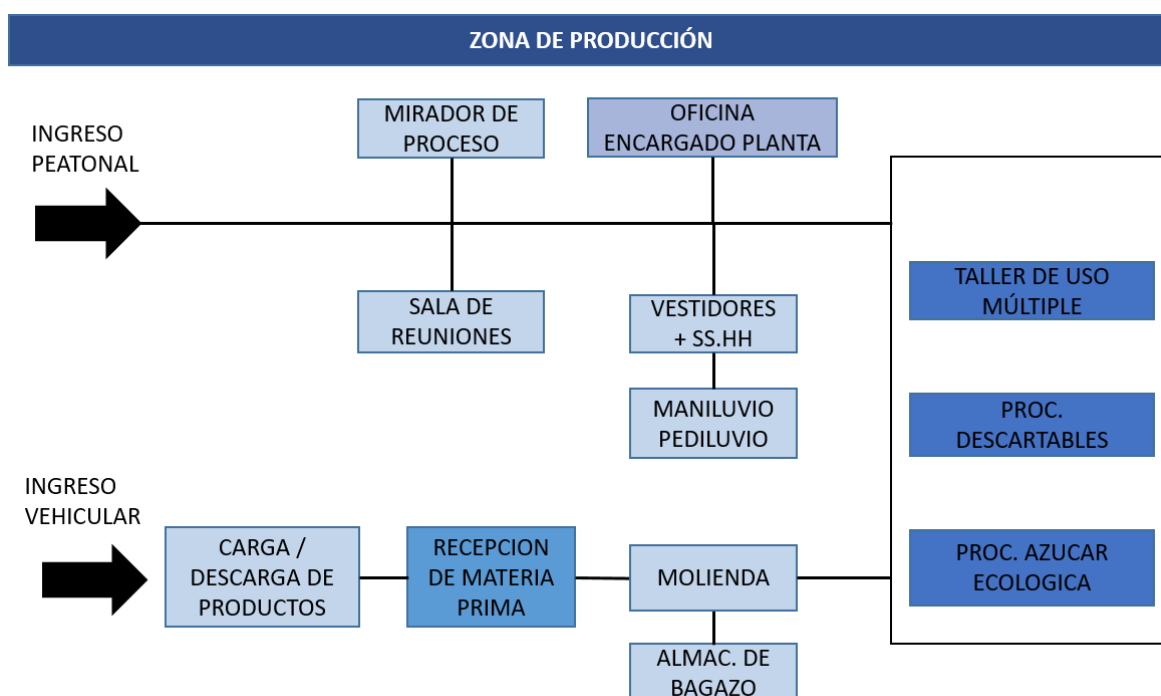 ZONA DE PRODUCCIÓN
INGRESO
PEATONAL
MIRADOR DE
PROCESO
OFICINA
ENCARGADO PLANTA
SALA DE
REUNIONES
VESTIDORES
+ SS.HH
MANILUVIO
PEDILUVIO
TALLER DE USO
MÚLTIPLE
PROC.
DESCARTABLES
PROC. AZUCAR
ECOLOGICA
INGRESO
VEHICULAR
CARGA /
DESCARGA DE
PRODUCTOS
RECEPCION
DE MATERIA
PRIMA
MOLIENDA
ALMAC. DE
BAGAZO